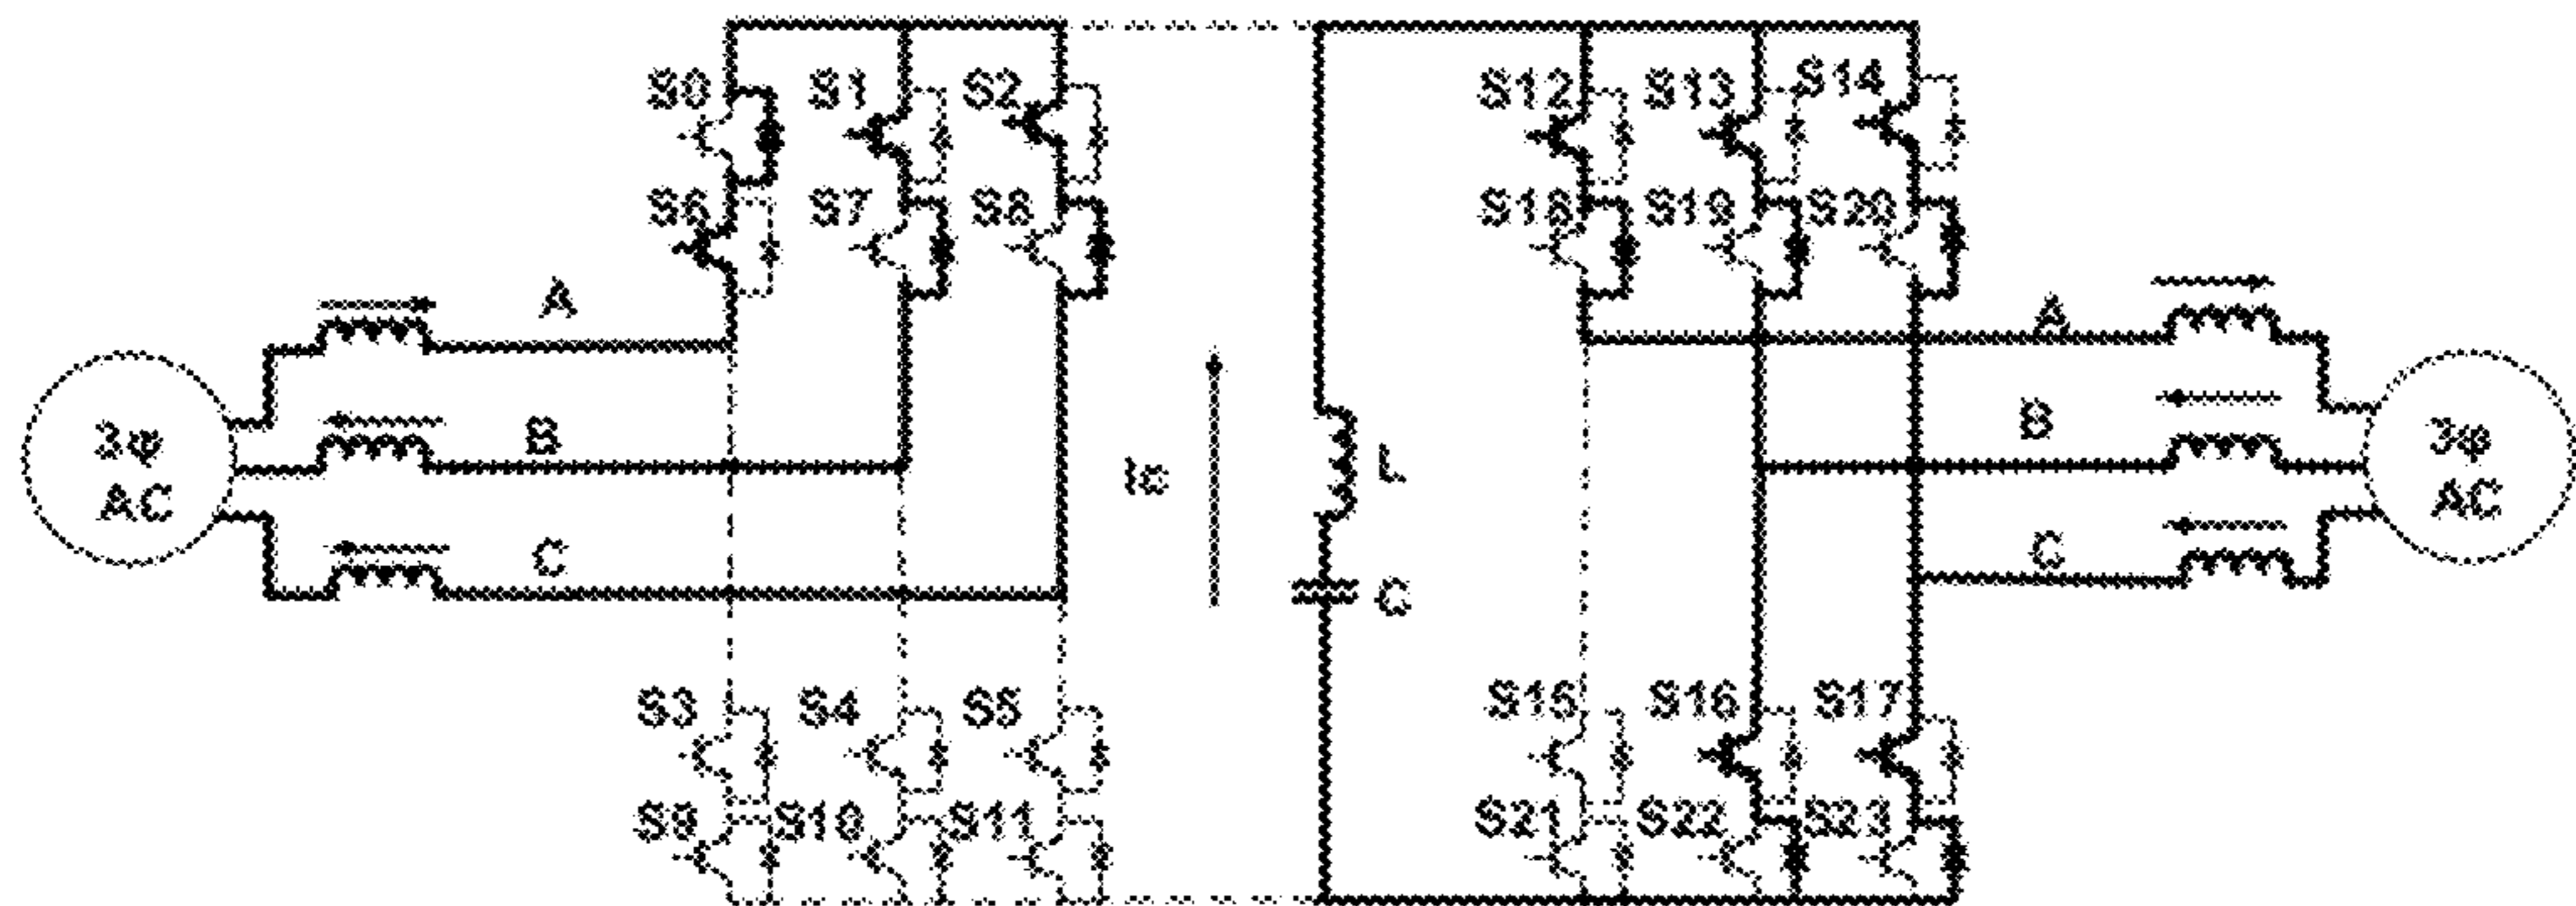 S0 S1 S2 S12 S13 S14
S6 S7 S8 S18 S19 S20
A A
3φ AC B Ic L B 3φ AC
C C C
S3 S4 S5 S15 S16 S17
S9 S10 S11 S21 S22 S23